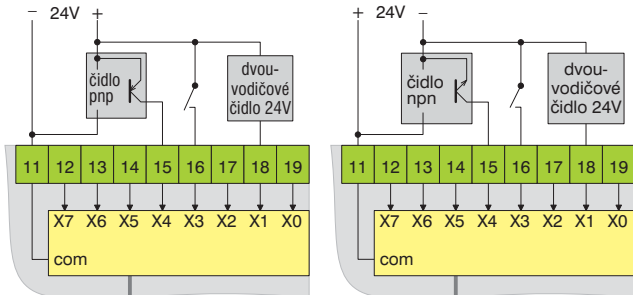 − 24V +
čidlo
pnp
dvou-
vodičové
čidlo 24V
11 12 13 14 15 16 17 18 19
X7 X6 X5 X4 X3 X2 X1 X0
com
+ 24V −
čidlo
npn
dvou-
vodičové
čidlo 24V
11 12 13 14 15 16 17 18 19
X7 X6 X5 X4 X3 X2 X1 X0
com